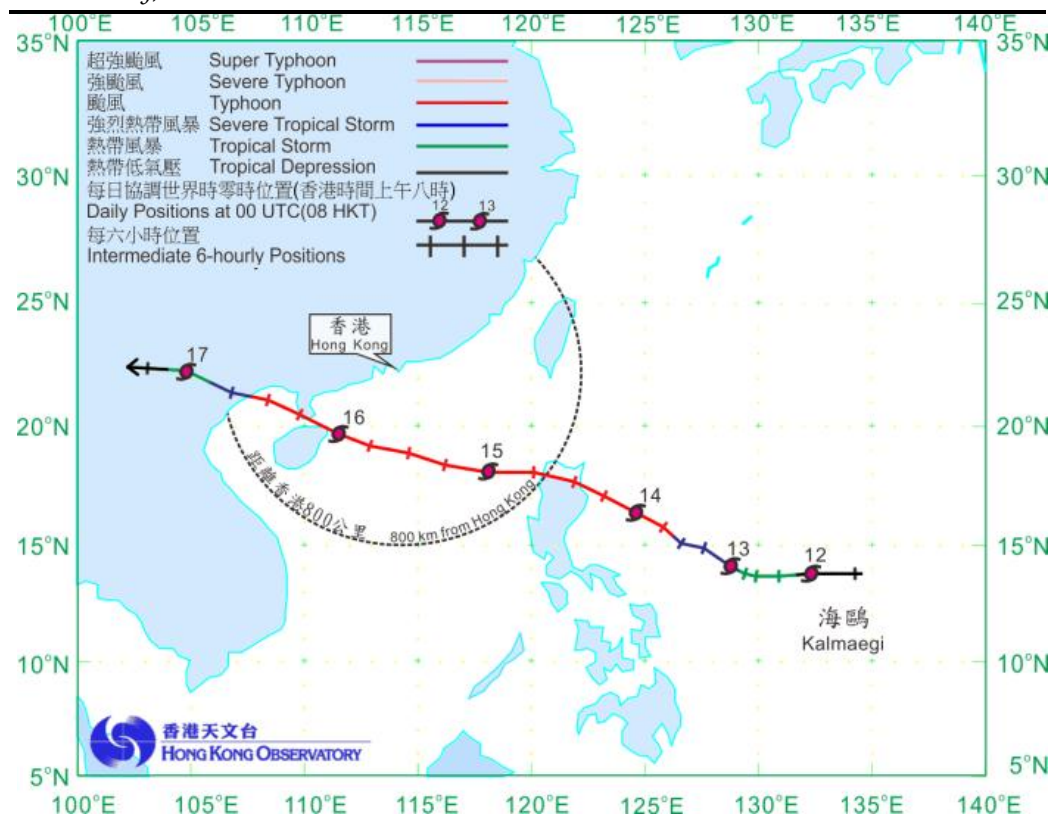 100°E 105°E 110°E 115°E 120°E 125°E 130°E 135°E 140°E
35°N 35°N
超強颱風 Super Typhoon
強颱風 Severe Typhoon
颱風 Typhoon
強烈熱帶風暴 Severe Tropical Storm
熱帶風暴 Tropical Storm
熱帶低氣壓 Tropical Depression
30°N 30°N
每日協調世界時零時位置(香港時間上午八時)
12 13
Daily Positions at 00 UTC(08 HKT)
每六小時位置
Intermediate 6-hourly Positions
25°N 25°N
香港
Hong Kong
17
16
20°N 20°N
15
距離香港800公里
800 km from Hong Kong
14
15°N 15°N
13 12
海鷗
Kalmaegi
10°N 10°N
香港天文台
HONG KONG OBSERVATORY
5°N 5°N
100°E 105°E 110°E 115°E 120°E 125°E 130°E 135°E 140°E